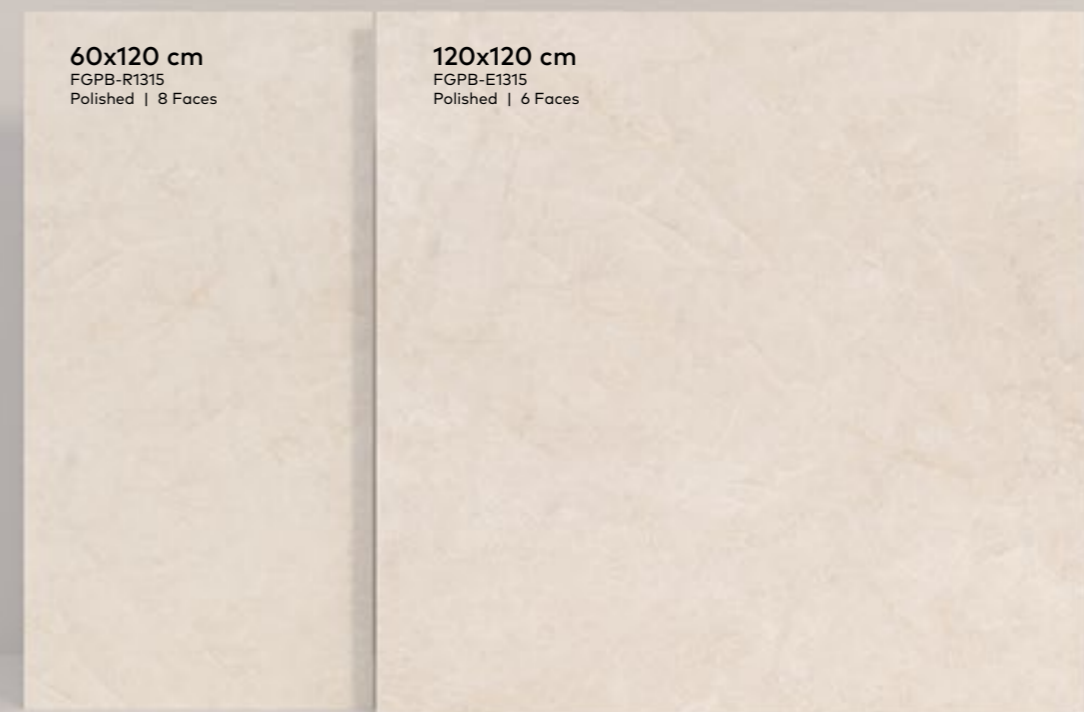 60x120 cm
FGPB-R1315
Polished | 8 Faces
120x120 cm
FGPB-E1315
Polished | 6 Faces